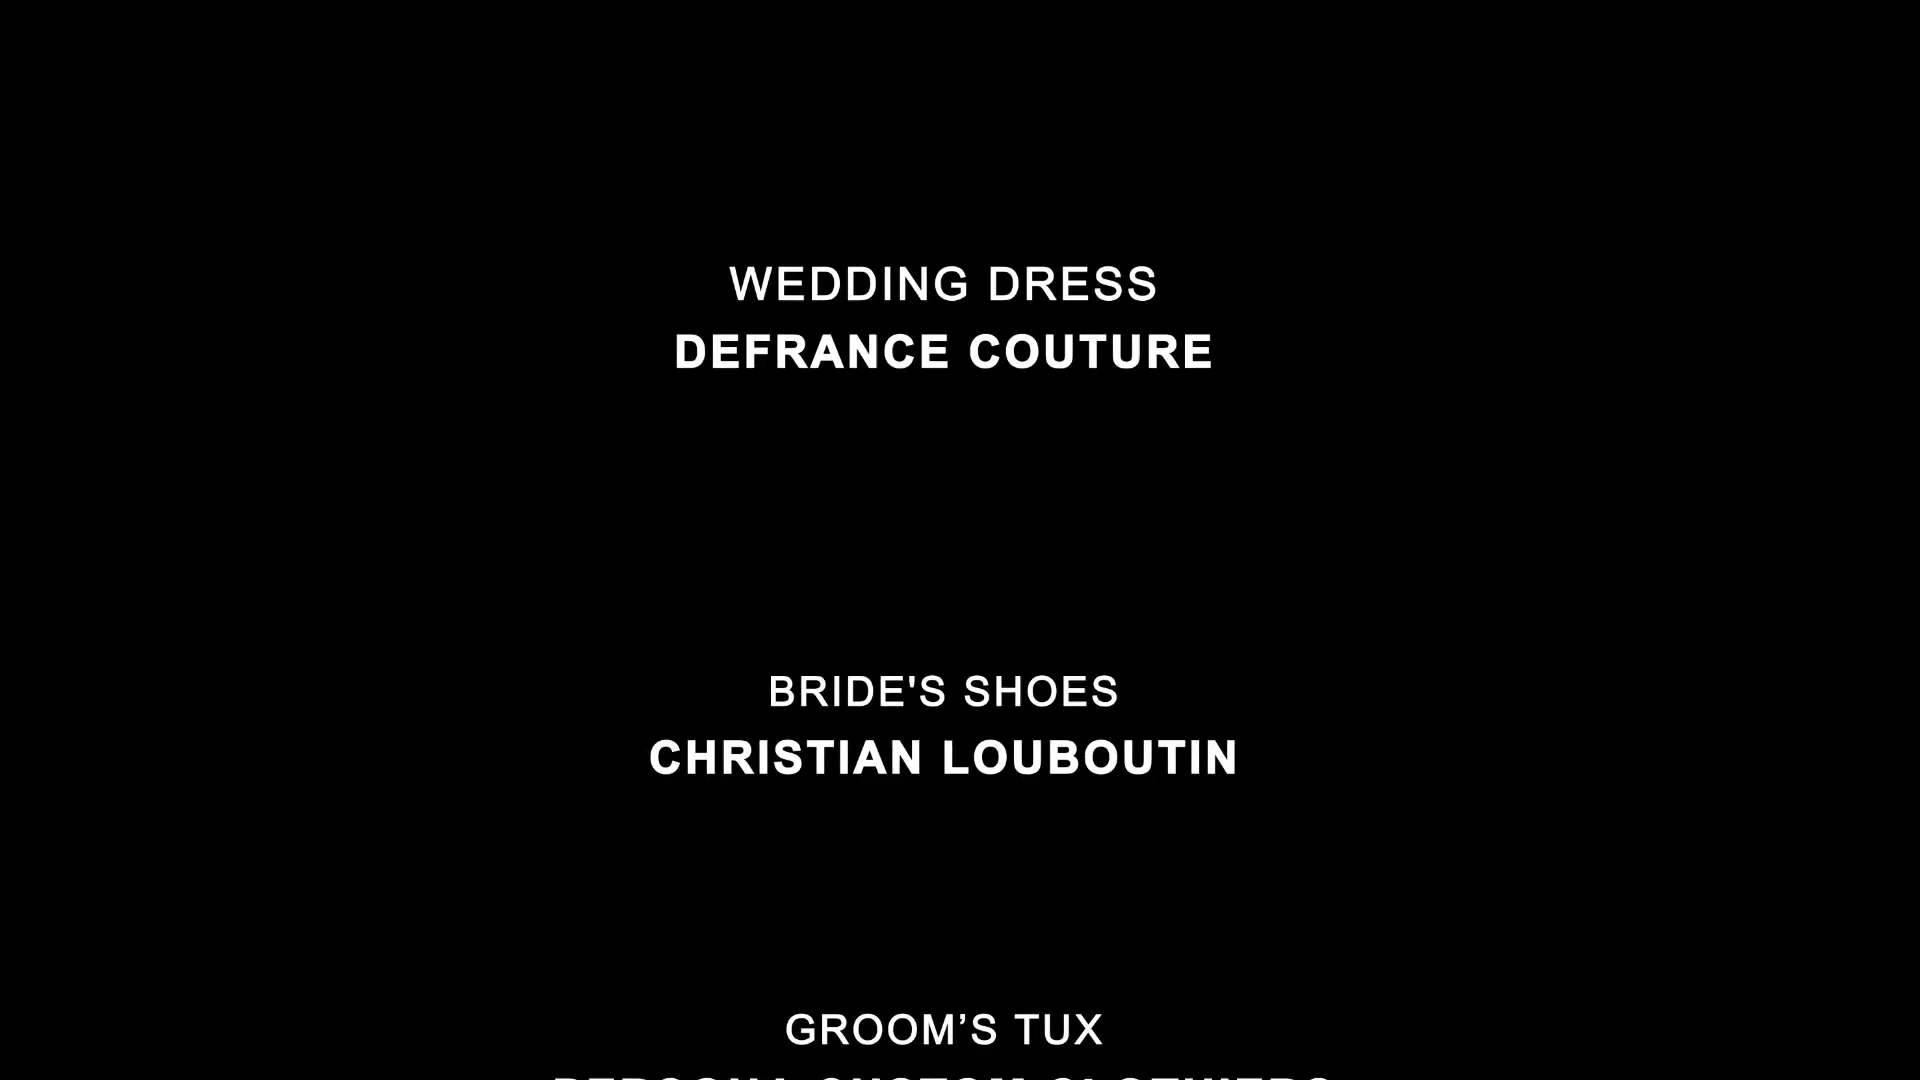 WEDDING DRESS
DEFRANCE COUTURE
BRIDE'S SHOES
CHRISTIAN LOUBOUTIN
GROOM’S TUX